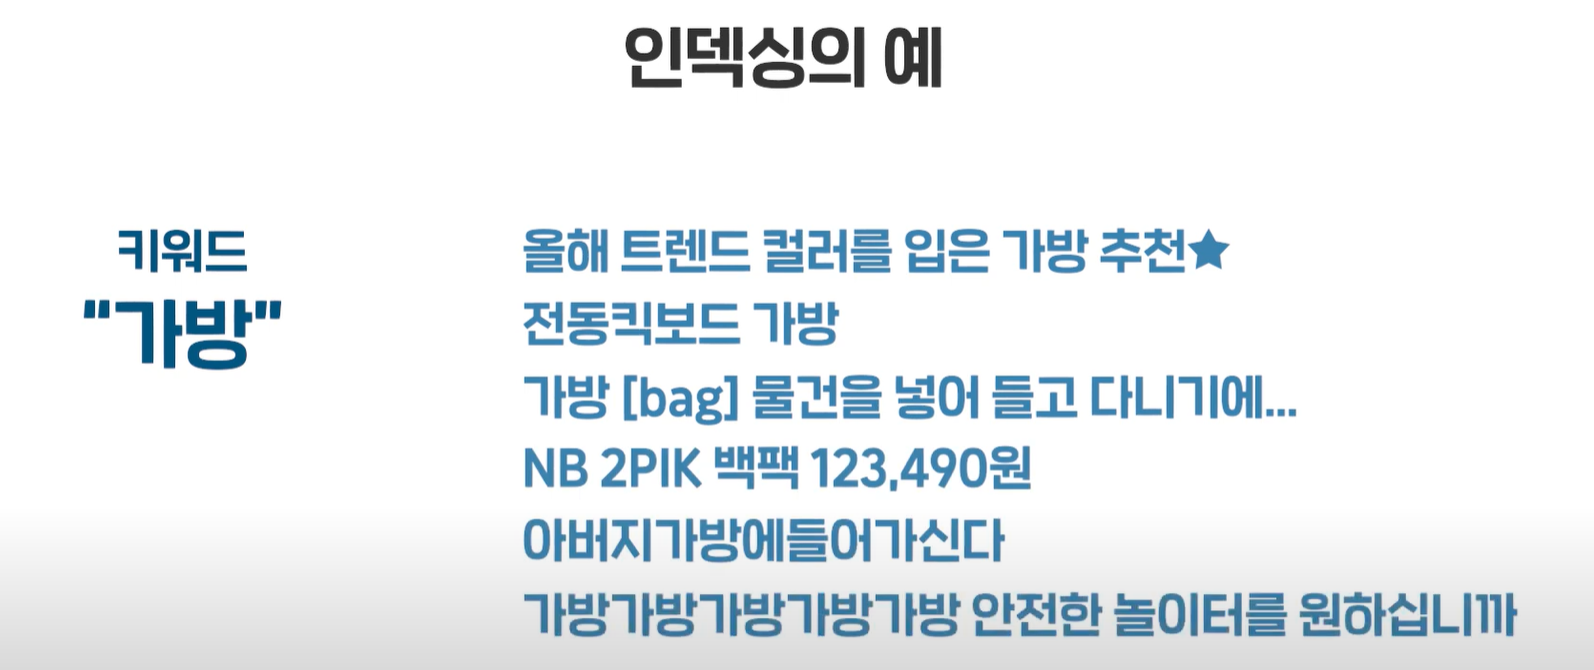 인덱싱의 예
키워드
"가방"
올해 트렌드 컬러를 입은 가방 추천★
전동킥보드 가방
가방 [bag] 물건을 넣어 들고 다니기에...
NB 2PIK 백팩 123,490원
아버지가방에들어가신다
가방가방가방가방가방 안전한 놀이터를 원하십니까